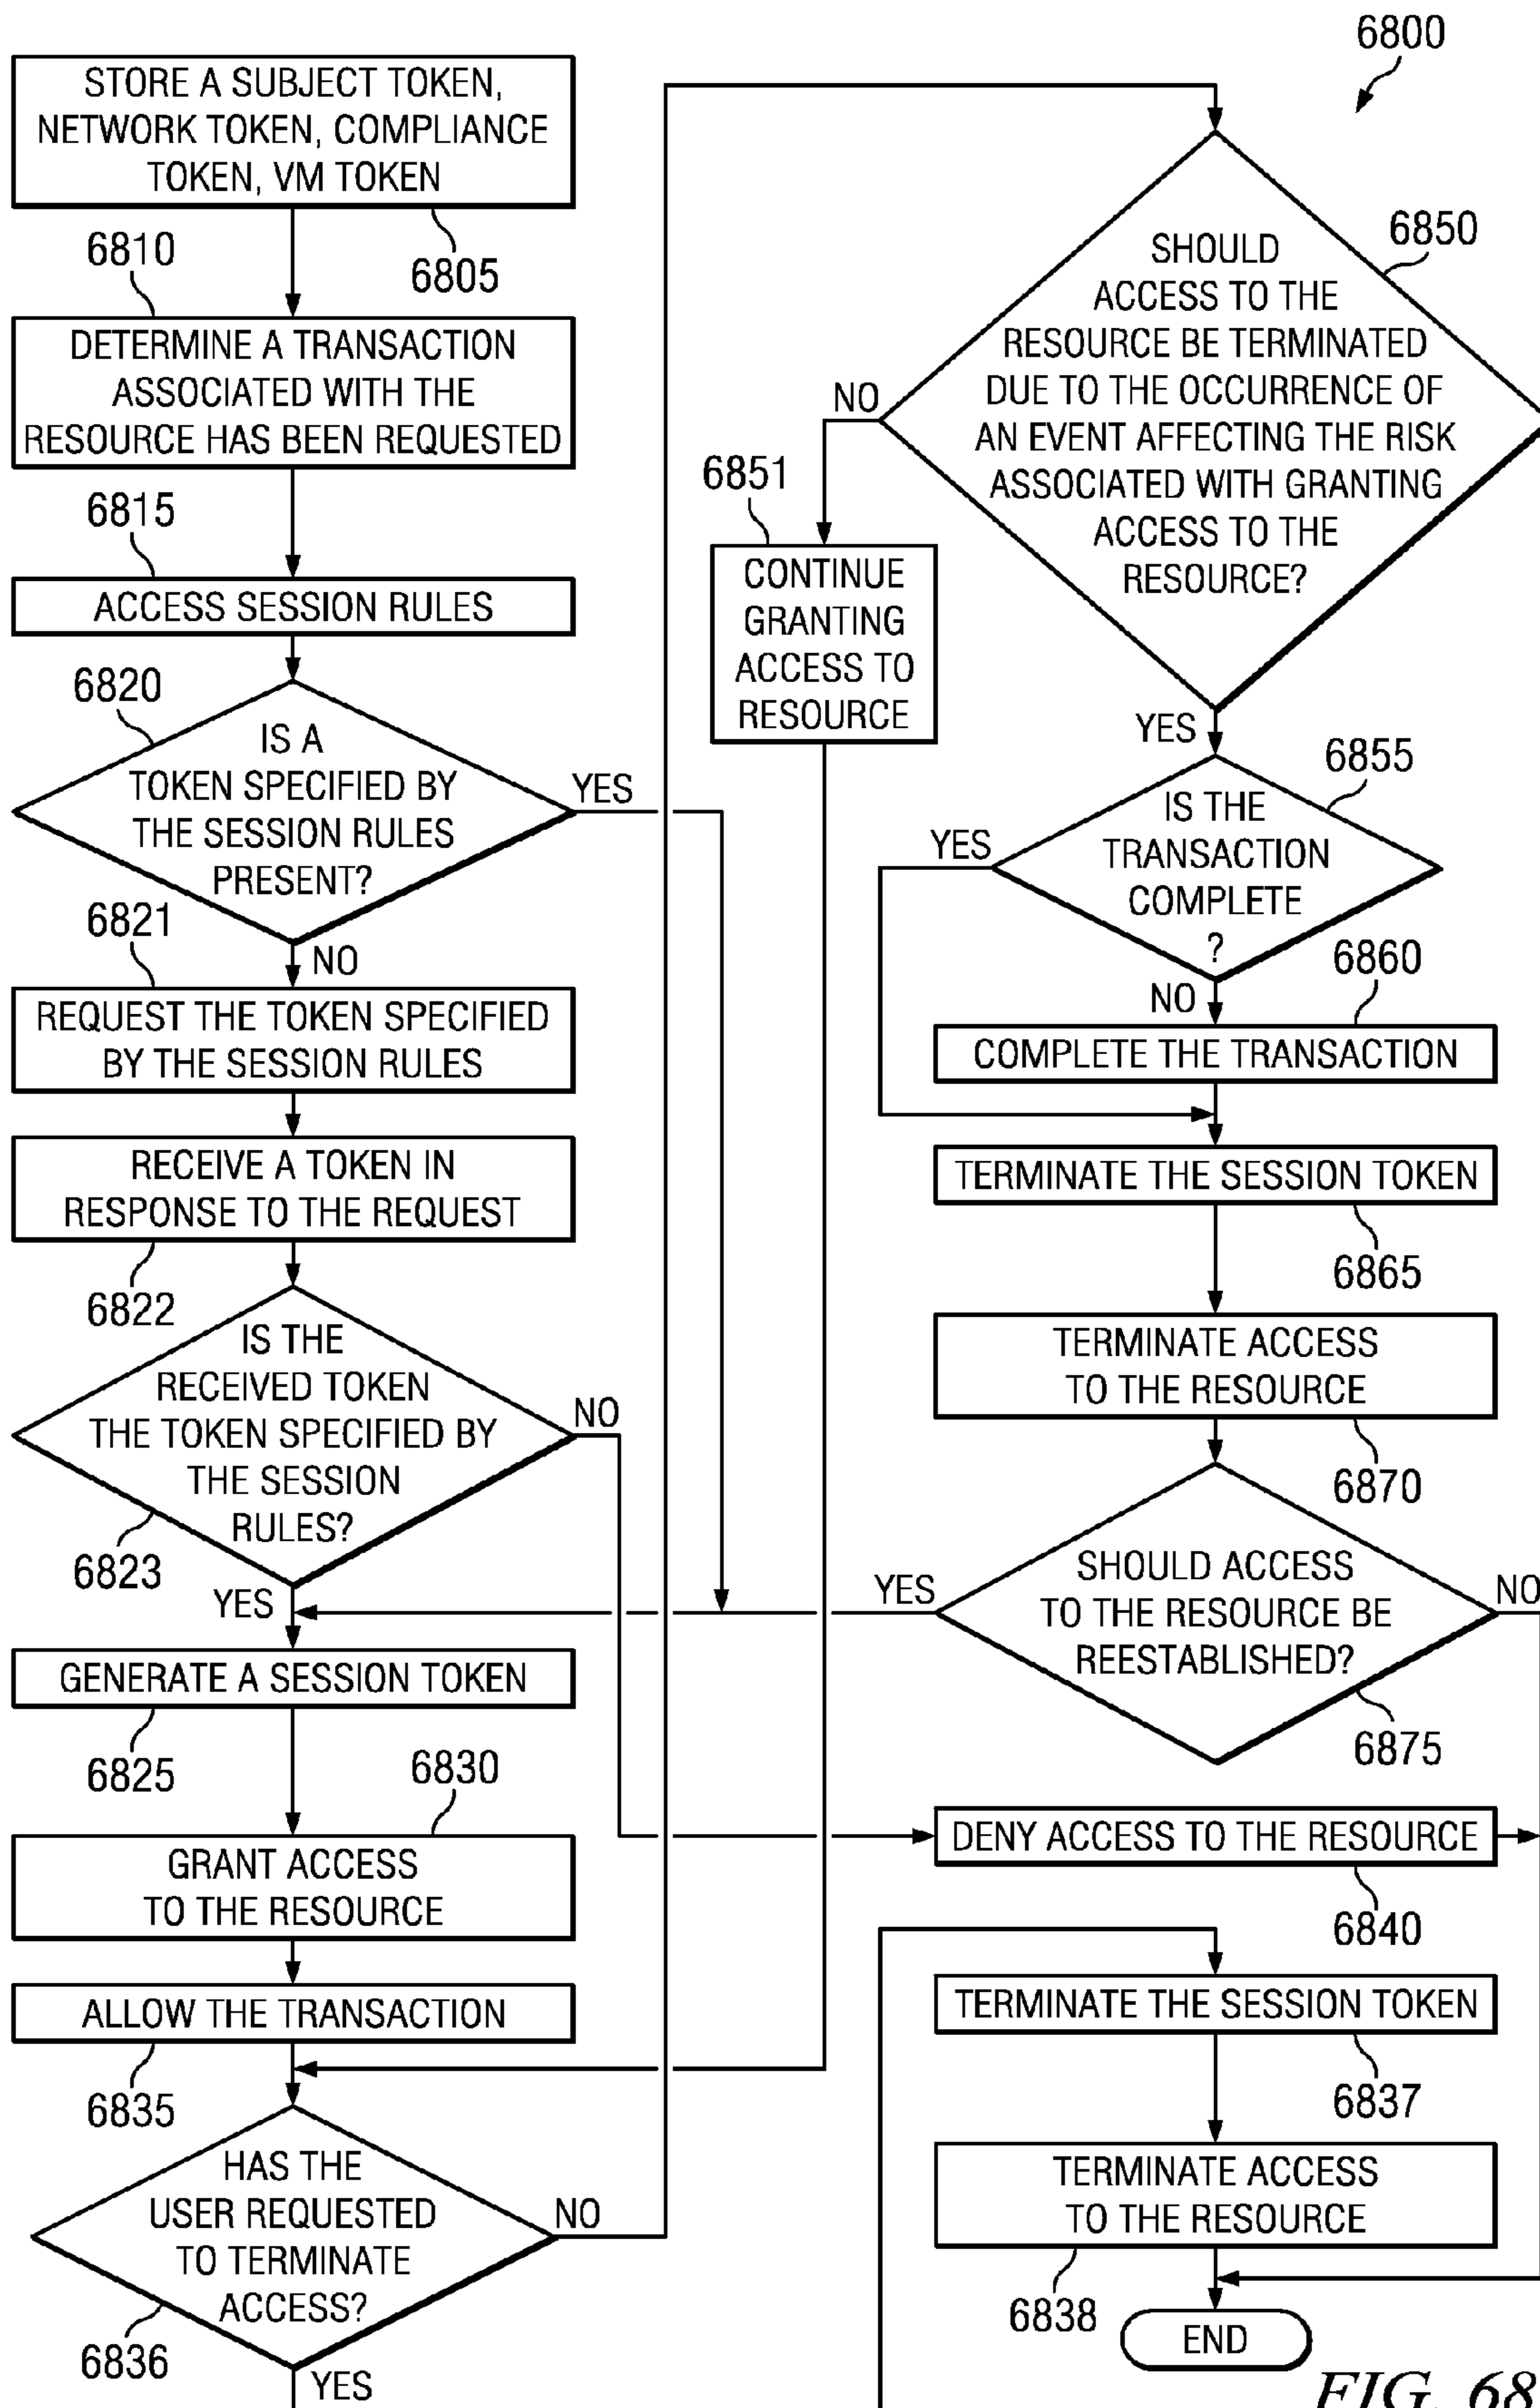 6800
STORE A SUBJECT TOKEN,
NETWORK TOKEN, COMPLIANCE
TOKEN, VM TOKEN
6805
6810
DETERMINE A TRANSACTION
ASSOCIATED WITH THE
RESOURCE HAS BEEN REQUESTED
6815
ACCESS SESSION RULES
6820
IS A
TOKEN SPECIFIED BY
THE SESSION RULES
PRESENT?
YES
6821
NO
REQUEST THE TOKEN SPECIFIED
BY THE SESSION RULES
RECEIVE A TOKEN IN
RESPONSE TO THE REQUEST
6822
IS THE
RECEIVED TOKEN
THE TOKEN SPECIFIED BY
THE SESSION
RULES?
NO
6823
YES
GENERATE A SESSION TOKEN
6825
6830
GRANT ACCESS
TO THE RESOURCE
ALLOW THE TRANSACTION
6835
HAS THE
USER REQUESTED
TO TERMINATE
ACCESS?
NO
6836
YES
6850
SHOULD
ACCESS TO THE
RESOURCE BE TERMINATED
DUE TO THE OCCURRENCE OF
AN EVENT AFFECTING THE RISK
ASSOCIATED WITH GRANTING
ACCESS TO THE
RESOURCE?
NO
6851
CONTINUE
GRANTING
ACCESS TO
RESOURCE
YES
6855
IS THE
TRANSACTION
COMPLETE
?
YES
6860
NO
COMPLETE THE TRANSACTION
TERMINATE THE SESSION TOKEN
6865
TERMINATE ACCESS
TO THE RESOURCE
6870
SHOULD ACCESS
TO THE RESOURCE BE
REESTABLISHED?
YES
NO
6875
DENY ACCESS TO THE RESOURCE
6840
TERMINATE THE SESSION TOKEN
6837
TERMINATE ACCESS
TO THE RESOURCE
6838
END
FIG. 68